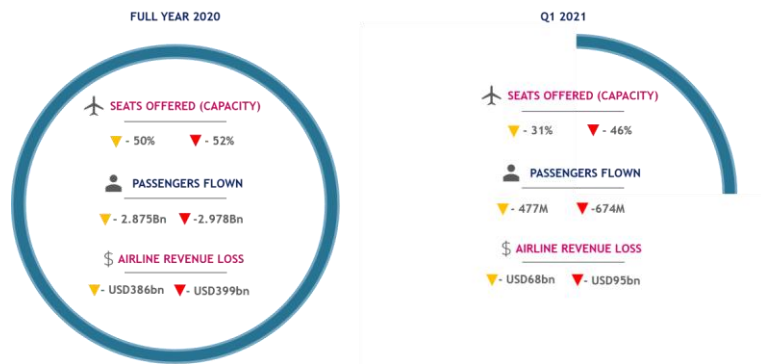 FULL YEAR 2020
SEATS OFFERED (CAPACITY)
- 50% - 52%
PASSENGERS FLOWN
- 2.875Bn -2.978Bn
$ AIRLINE REVENUE LOSS
- USD386bn - USD399bn
Q1 2021
SEATS OFFERED (CAPACITY)
- 31% - 46%
PASSENGERS FLOWN
- 477M -674M
$ AIRLINE REVENUE LOSS
- USD68bn - USD95bn